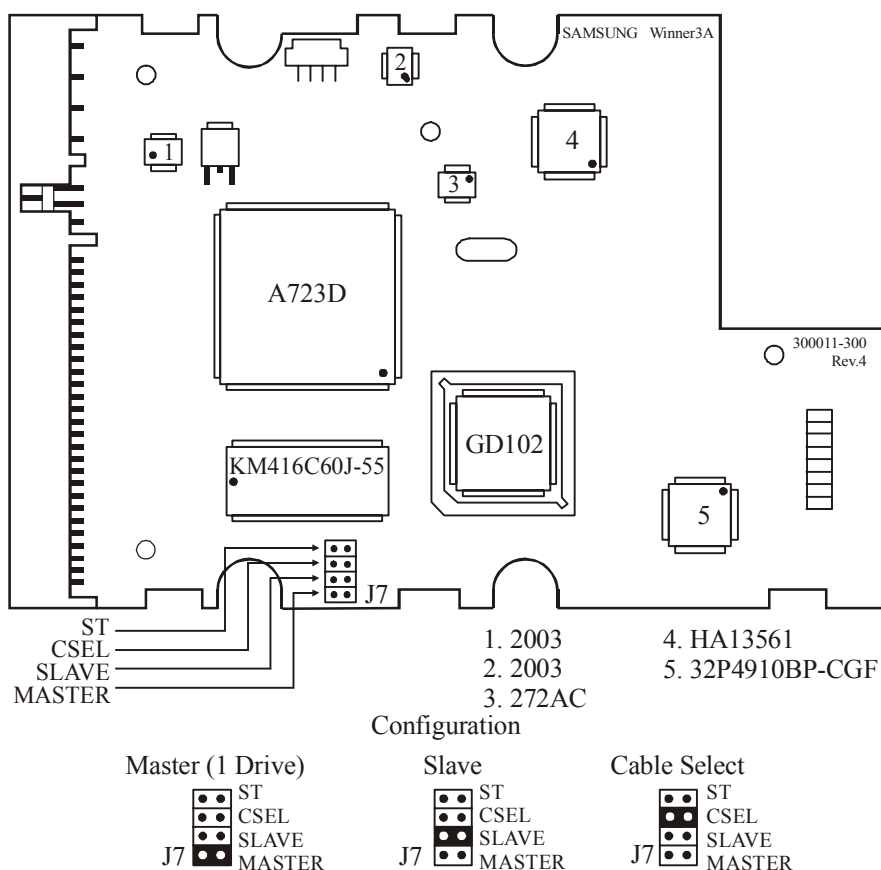 SAMSUNG Winner3A
2
1
4
3
A723D
300011-300
Rev.4
KM416C60J-55
GD102
5
J7
ST
CSEL
SLAVE
MASTER
1. 2003
2. 2003
3. 272AC
4. HA13561
5. 32P4910BP-CGF
Configuration
Master (1 Drive)
ST
CSEL
SLAVE
J7 MASTER
Slave
ST
CSEL
SLAVE
J7 MASTER
Cable Select
ST
CSEL
SLAVE
J7 MASTER